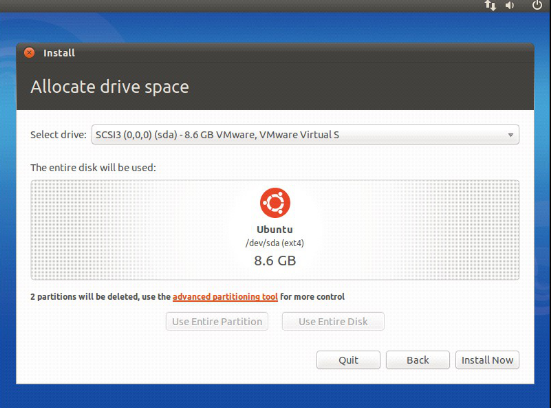 Install
Allocate drive space
Select drive: SCSI3 (0,0,0) (sda) - 8.6 GB VMware, VMware Virtual S
The entire disk will be used:
Ubuntu
/dev/sda (ext4)
8.6 GB
2 partitions will be deleted, use the advanced partitioning tool for more control
Use Entire Partition Use Entire Disk
Quit Back Install Now